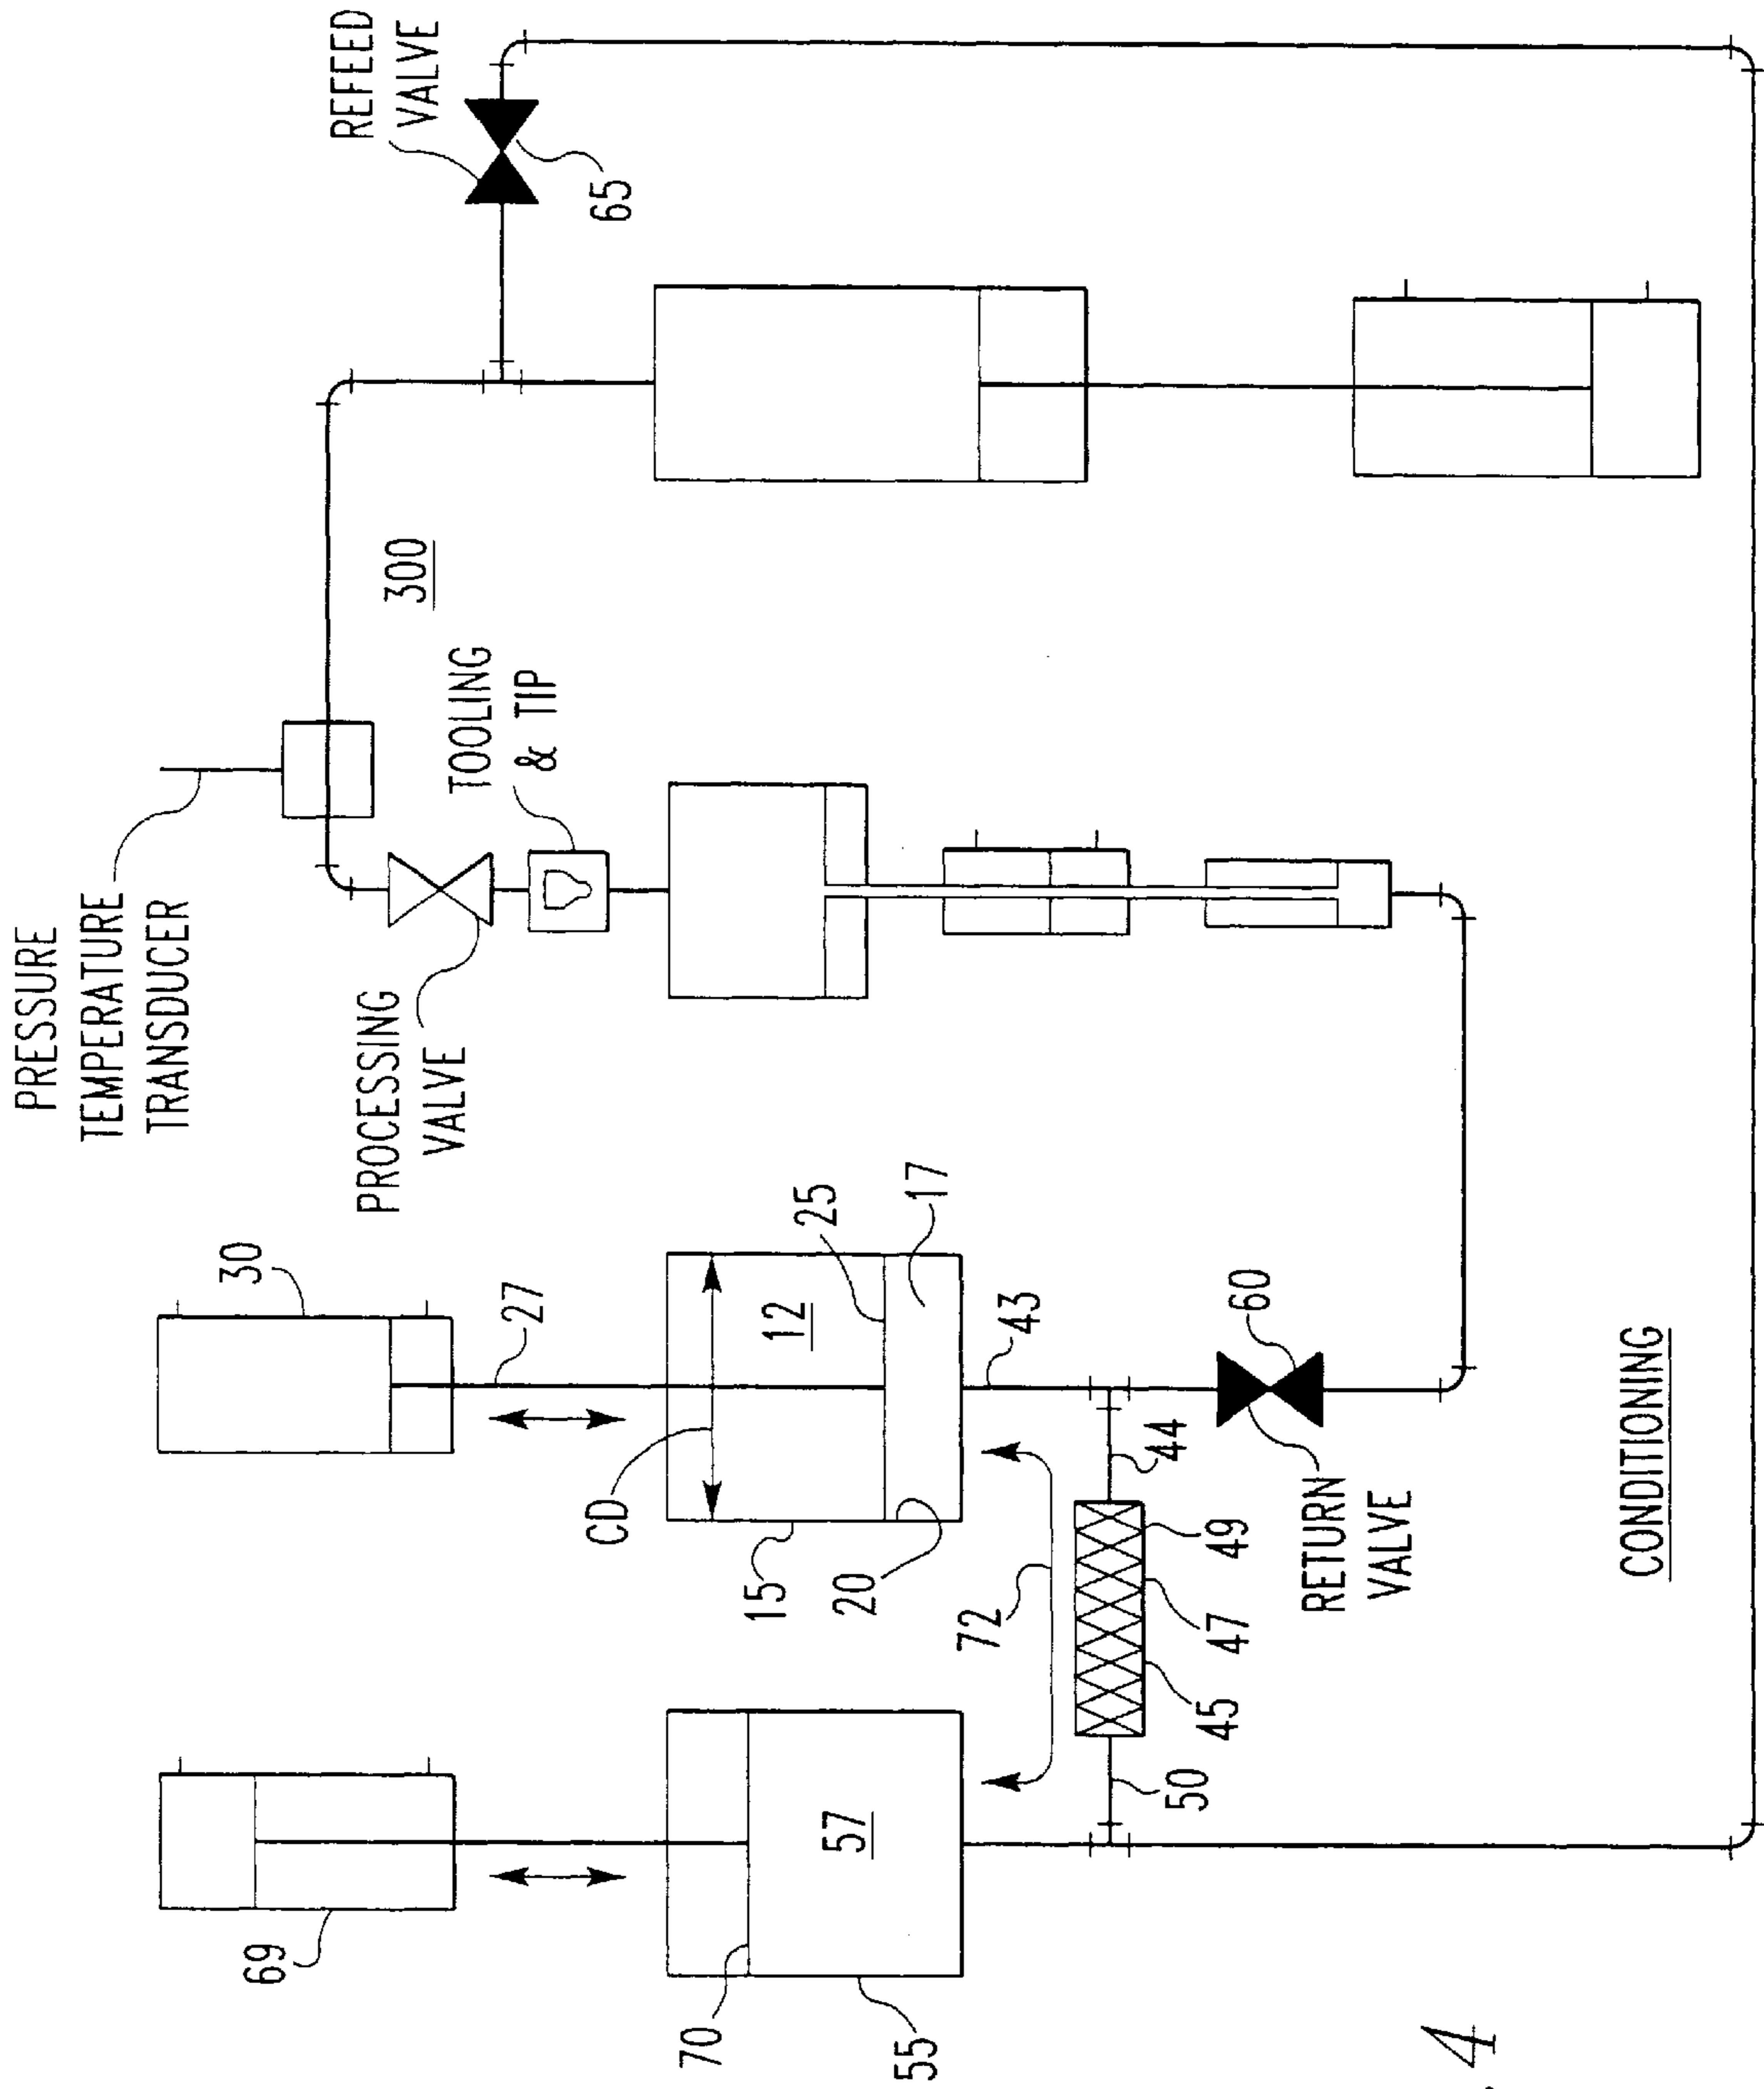 PRESSURE
TEMPERATURE
TRANSDUCER
REFEED
VALVE
65
300
PROCESSING
VALVE
TOOLING
& TIP
30
27
CD
12
25
17
15
20
43
72
44
60
RETURN
VALVE
49
47
45
50
69
57
70
55
CONDITIONING
4